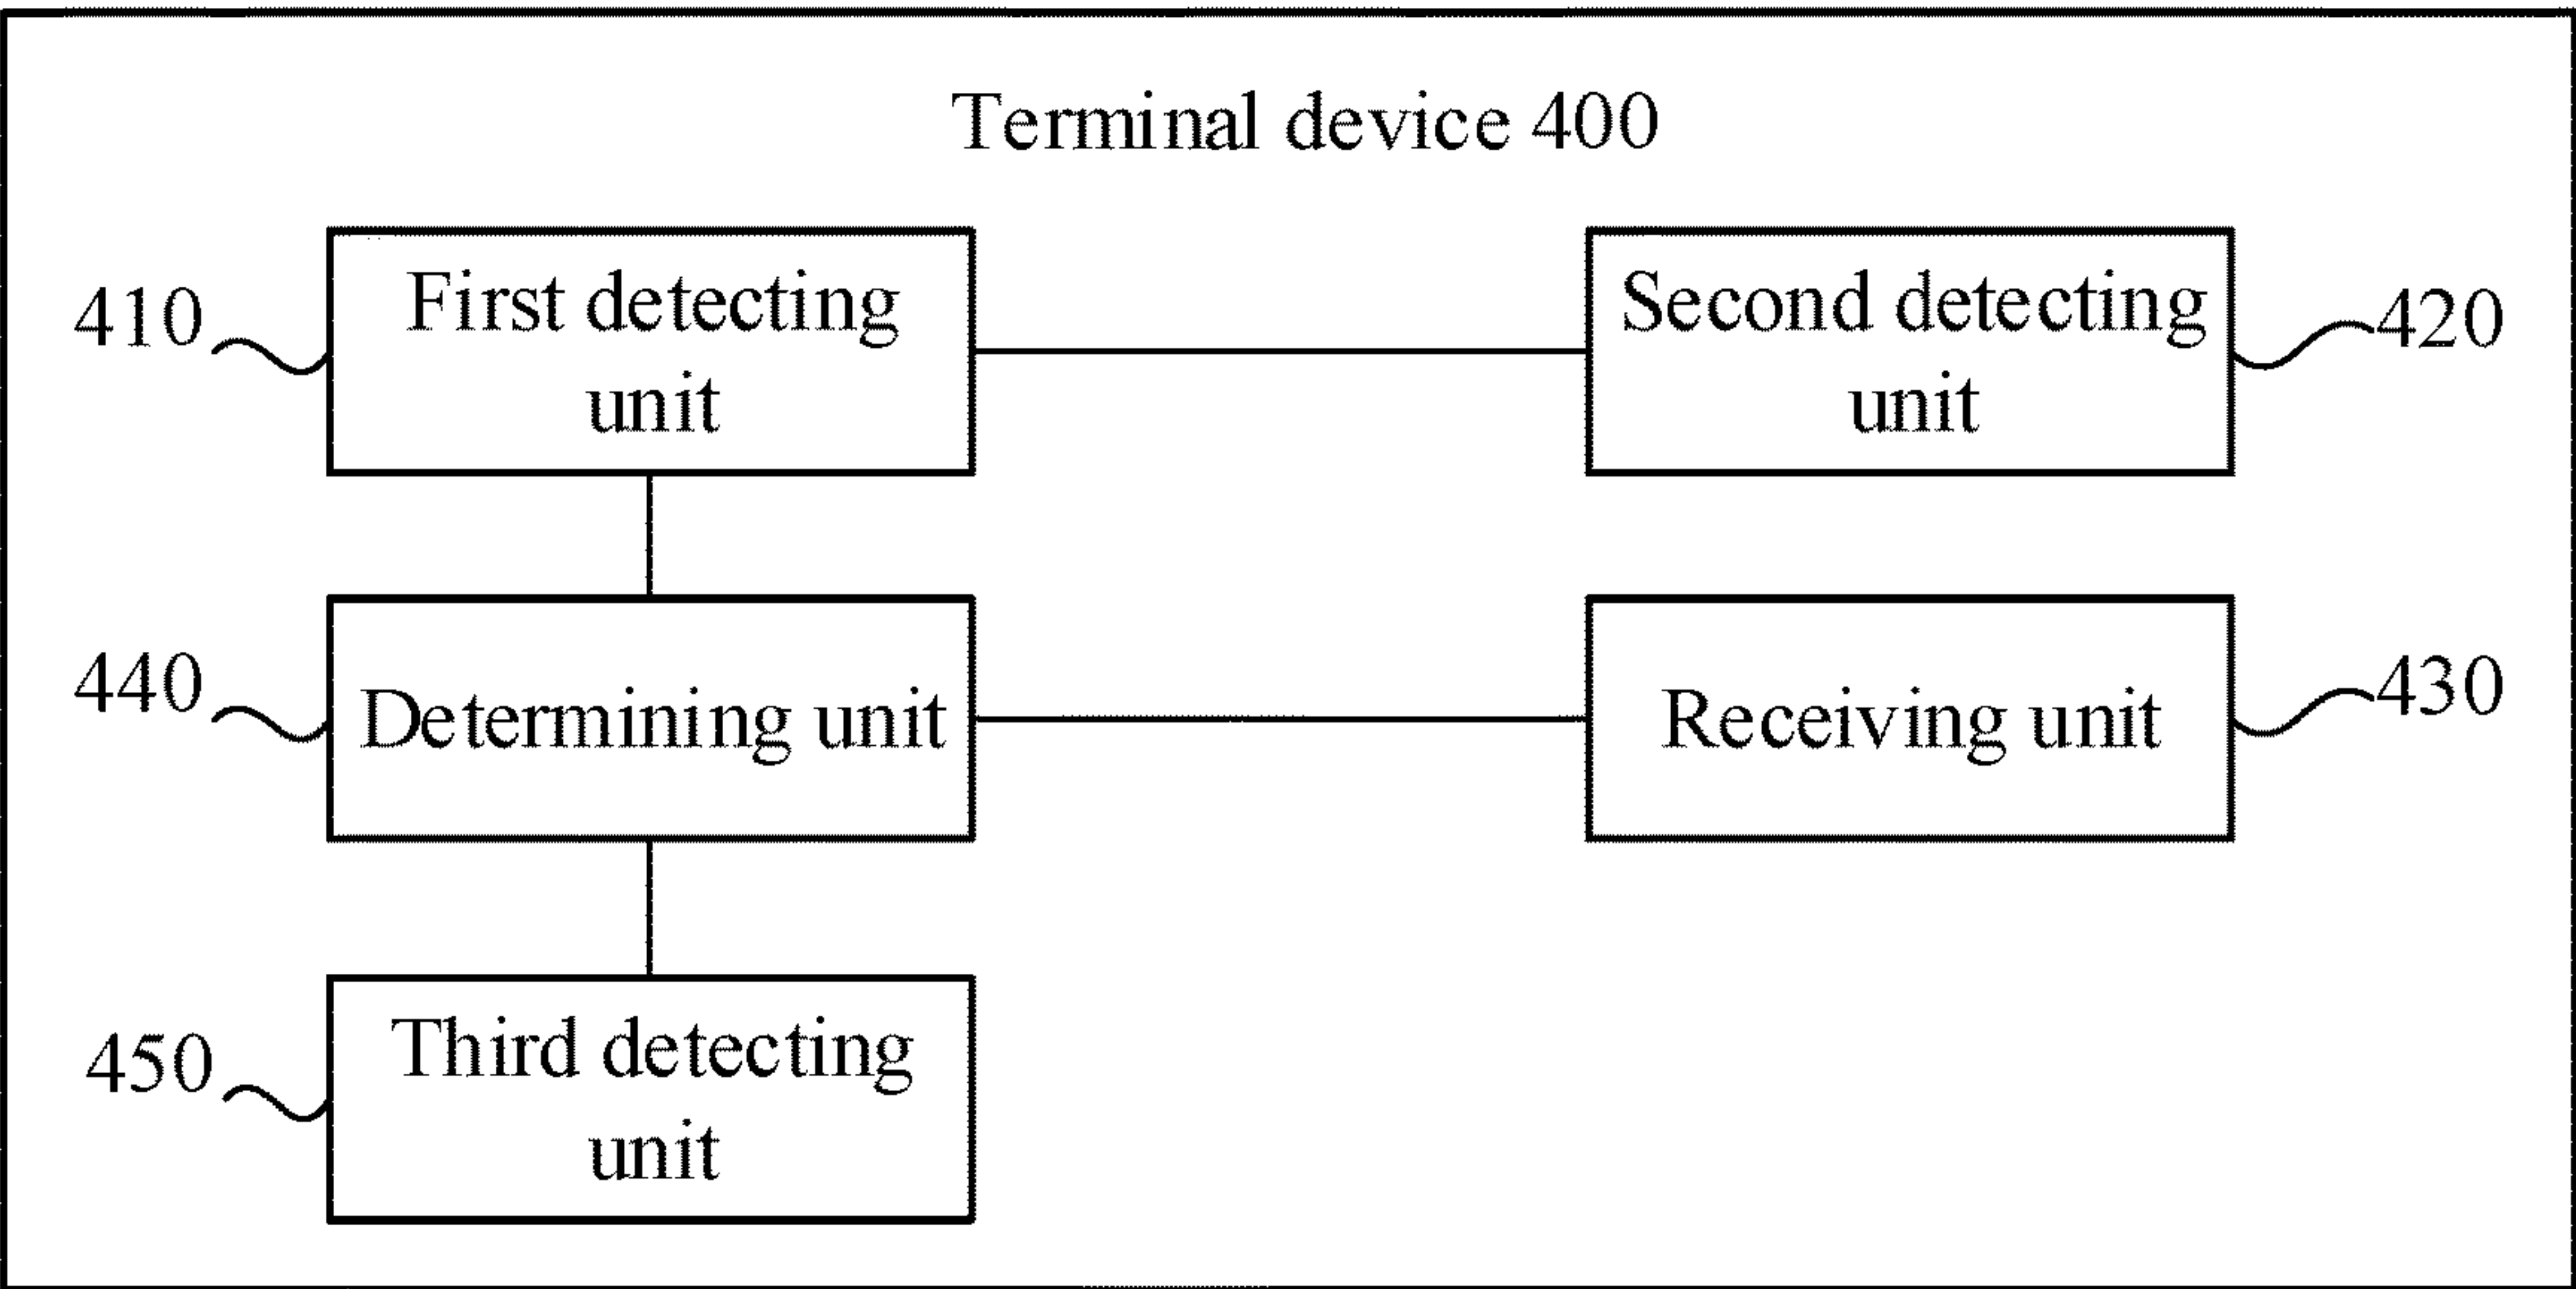 Terminal device 400
410
First detecting
unit
Second detecting
unit
420
440
Determining unit
Receiving unit
430
450
Third detecting
unit